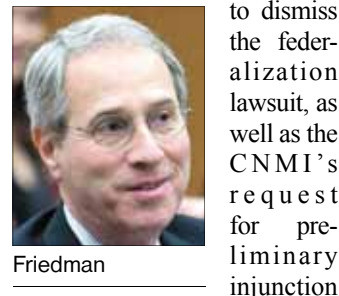 to dismiss
the feder-
alization
lawsuit, as
well as the
CNMI's
request
for pre-
liminary
injunction
Friedman